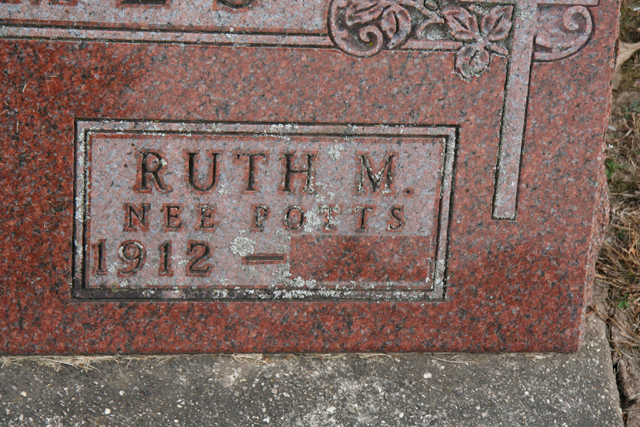 RUTH M.
NEE POTTS
1912 —